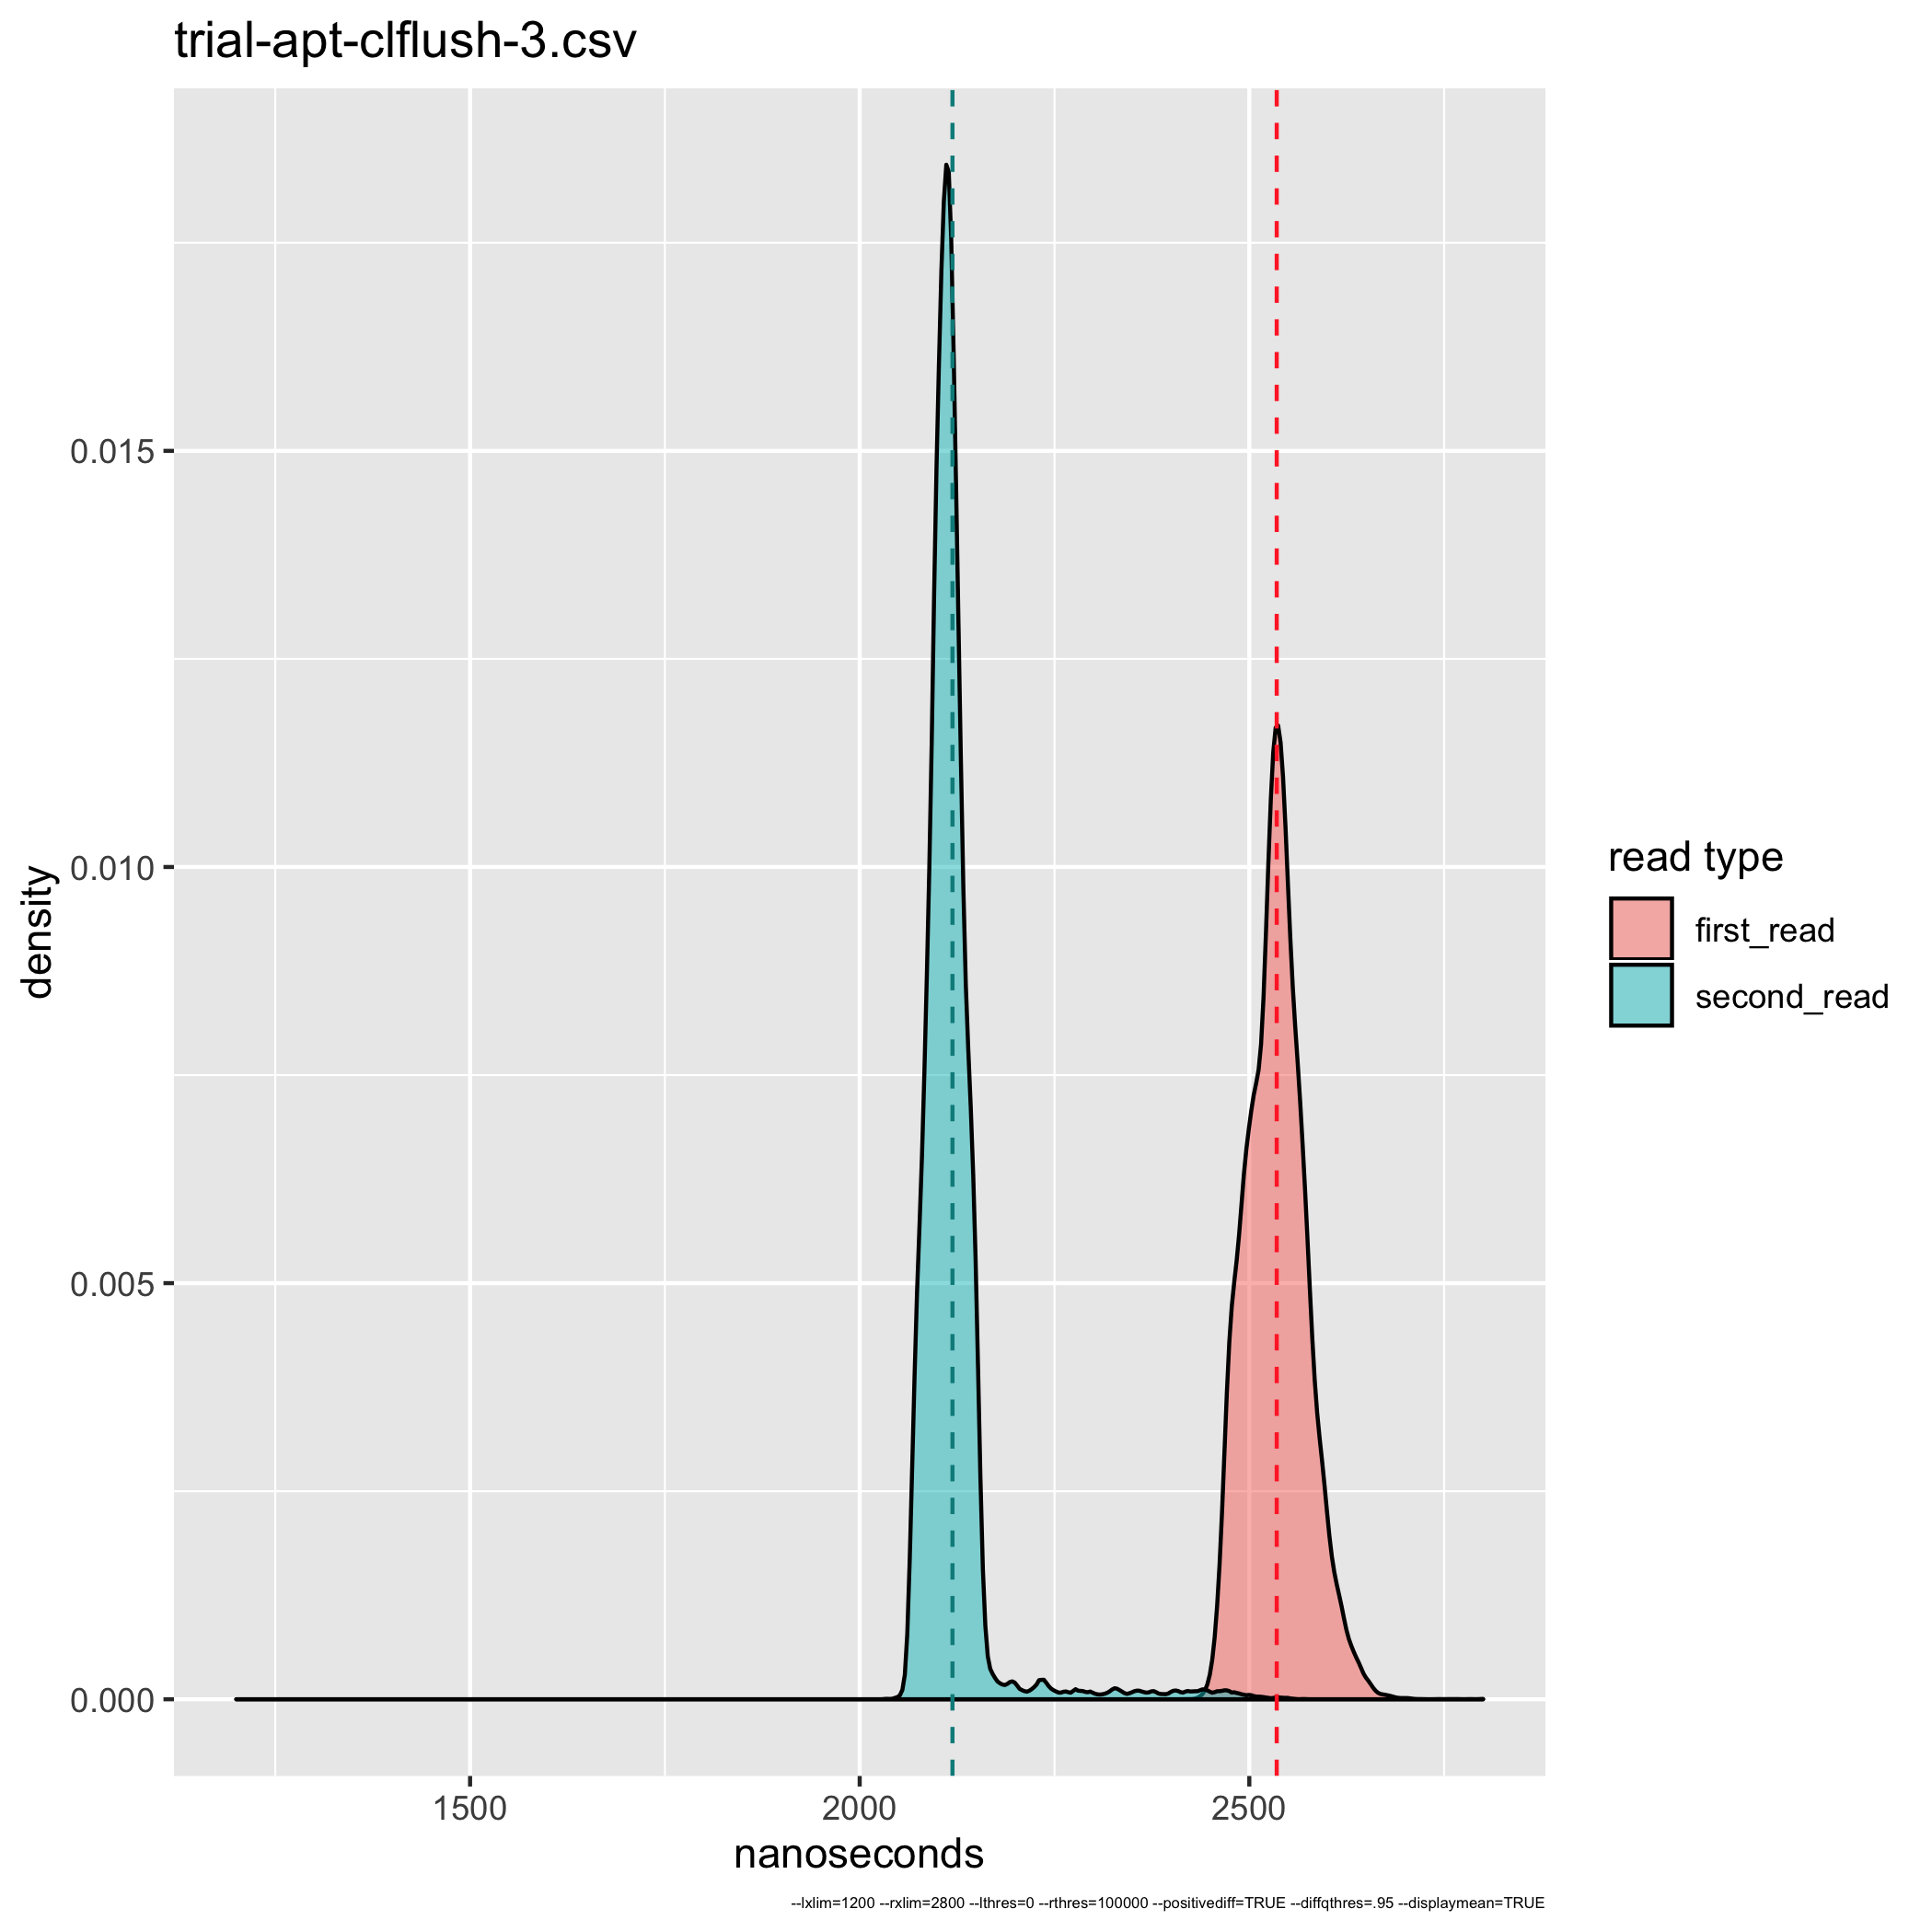 trial-apt-clflush-3.csv
density
0.015
0.010
0.005
0.000
1500 2000 2500
nanoseconds
read type
first_read
second_read
--lxlim=1200 --rxlim=2800 --lthres=0 --rthres=100000 --positivediff=TRUE --diffqthres=.95 --displaymean=TRUE